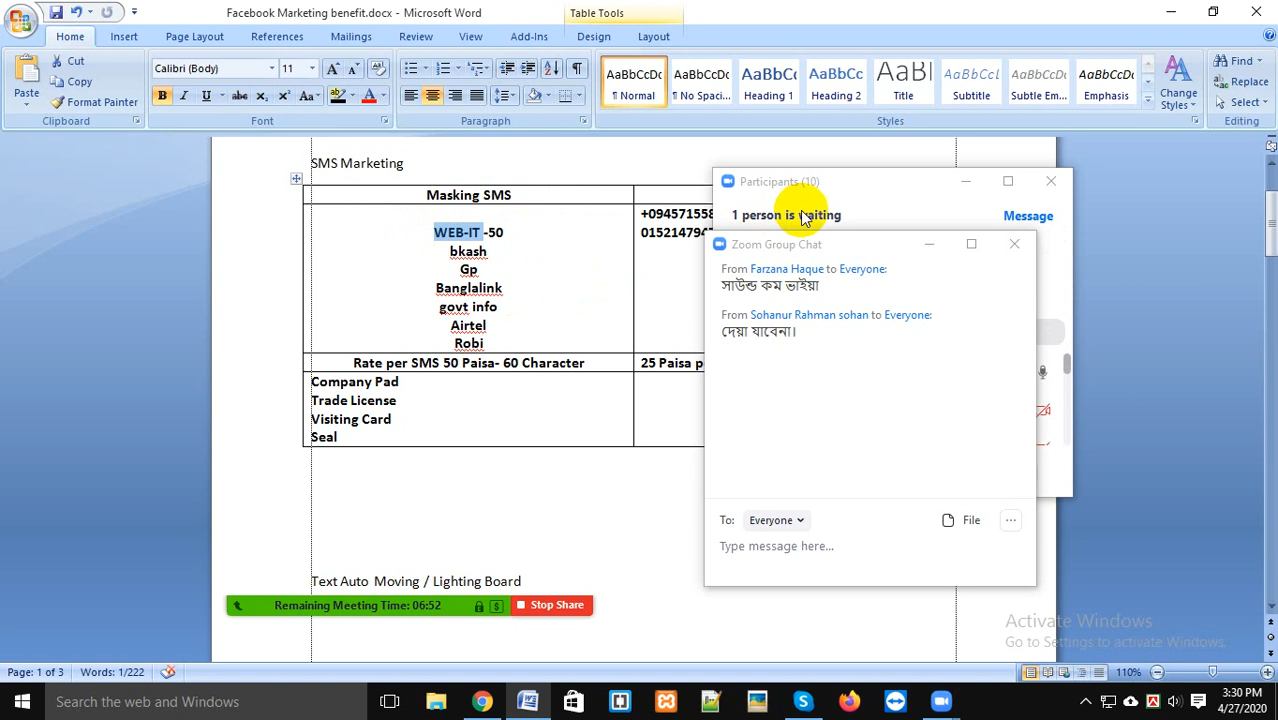 Facebook Marketing benefit.docx - Microsoft Word
Table Tools
Home Insert Page Layout References Mailings Review View Add-Ins Design Layout
Cut
Copy
Format Painter
Paste
Clipboard
Calibri (Body) 11
Font
Paragraph
AaBbCcDc AaBbCcDc AaBbCc AaBbCc AaBl AaBbCcL AaBbCcDc AaBbCcDc
¶ Normal ¶ No Spaci... Heading 1 Heading 2 Title Subtitle Subtle Em... Emphasis
Styles
Change Styles
Find
Replace
Select
Editing
SMS Marketing
Masking SMS
WEB-IT -50
bkash
Gp
Banglalink
govt info
Airtel
Robi
+09457155
0152147947
Rate per SMS 50 Paisa- 60 Character
25 Paisa p
Company Pad
Trade License
Visiting Card
Seal
Text Auto Moving / Lighting Board
Participants (10)
1 person is waiting
Message
Zoom Group Chat
From Farzana Haque to Everyone:
সাউন্ড কম ভাইয়া
From Sohanur Rahman sohan to Everyone:
দেয়া যাবেনা।
To: Everyone
File
Type message here...
Remaining Meeting Time: 06:52
Stop Share
Activate Windows
Go to Settings to activate Windows.
Page: 1 of 3 Words: 1/222
110%
Search the web and Windows
3:30 PM
4/27/2020